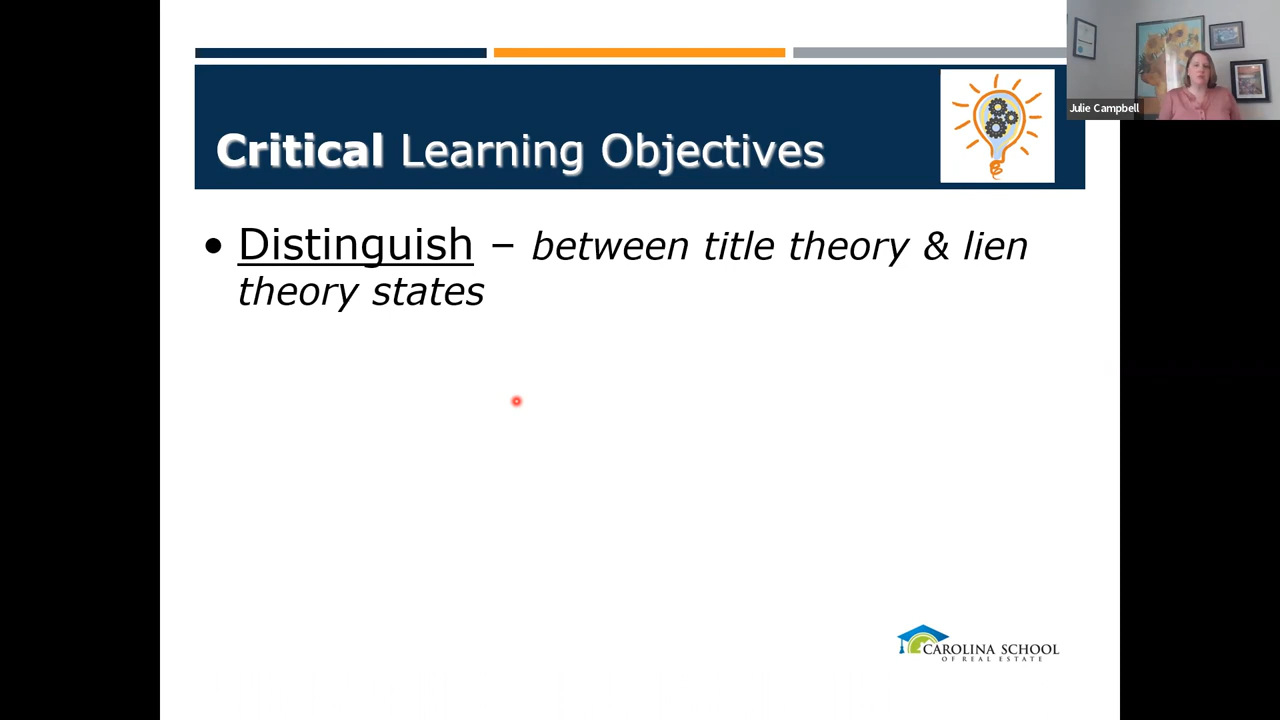 Julie Campbell
Critical Learning Objectives
• Distinguish – between title theory & lien
theory states
CAROLINA SCHOOL
OF REAL ESTATE